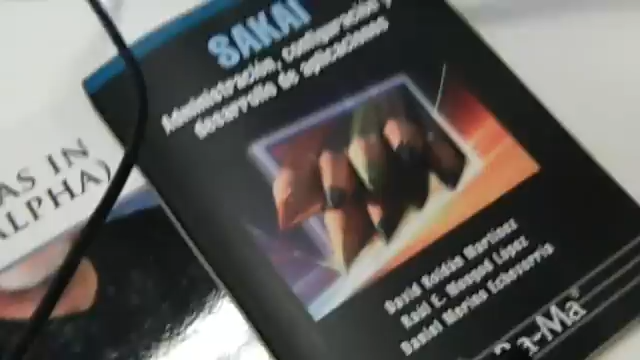 SAKAI
Administración, configuración y
desarrollo de aplicaciones
David Roldán Martínez
Raúl E. Mengod López
Daniel Merino Echeverría
Ra-Ma®
AS IN
ALPHA)